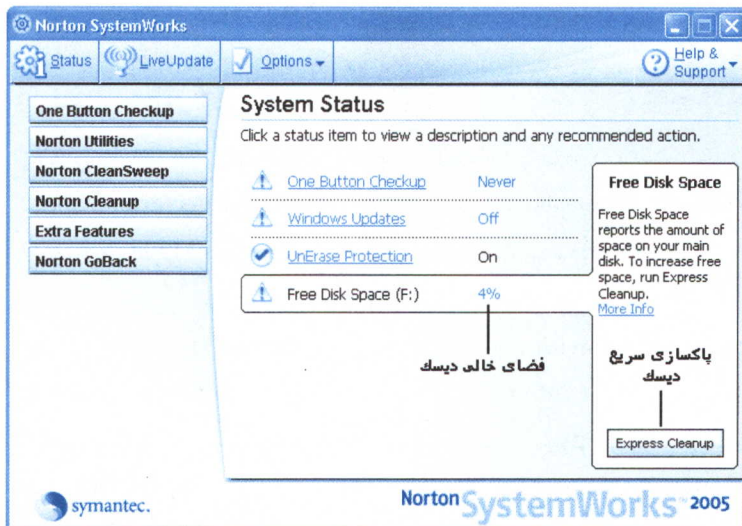 Norton SystemWorks
Status LiveUpdate Options Help & Support
One Button Checkup
Norton Utilities
Norton CleanSweep
Norton Cleanup
Extra Features
Norton GoBack
System Status
Click a status item to view a description and any recommended action.
One Button Checkup Never
Windows Updates Off
UnErase Protection On
Free Disk Space (F:) 4%
فضای خالی دیسك
Free Disk Space
Free Disk Space
reports the amount of
space on your main
disk. To increase free
space, run Express
Cleanup.
More Info
پاکسازی سریع
دیسك
Express Cleanup
symantec.
Norton SystemWorks 2005